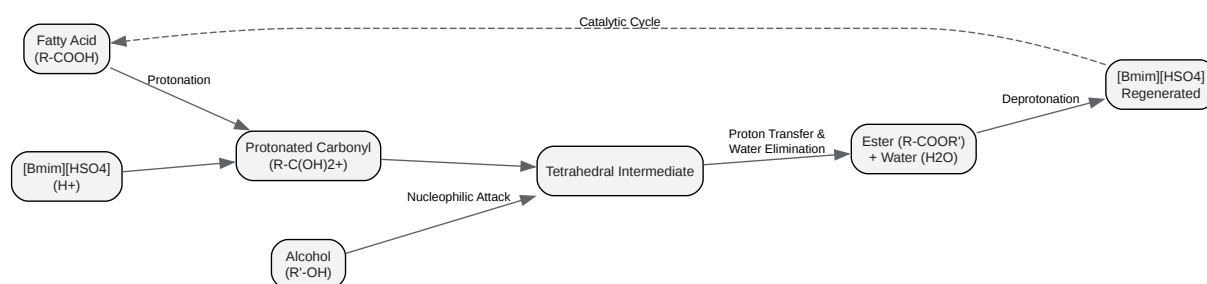 Catalytic Cycle
Fatty Acid
(R-COOH)
Protonation
[Bmim][HSO4]
(H+)
Protonated Carbonyl
(R-C(OH)2+)
Nucleophilic Attack
Alcohol
(R'-OH)
Tetrahedral Intermediate
Proton Transfer &
Water Elimination
Ester (R-COOR')
+ Water (H2O)
Deprotonation
[Bmim][HSO4]
Regenerated